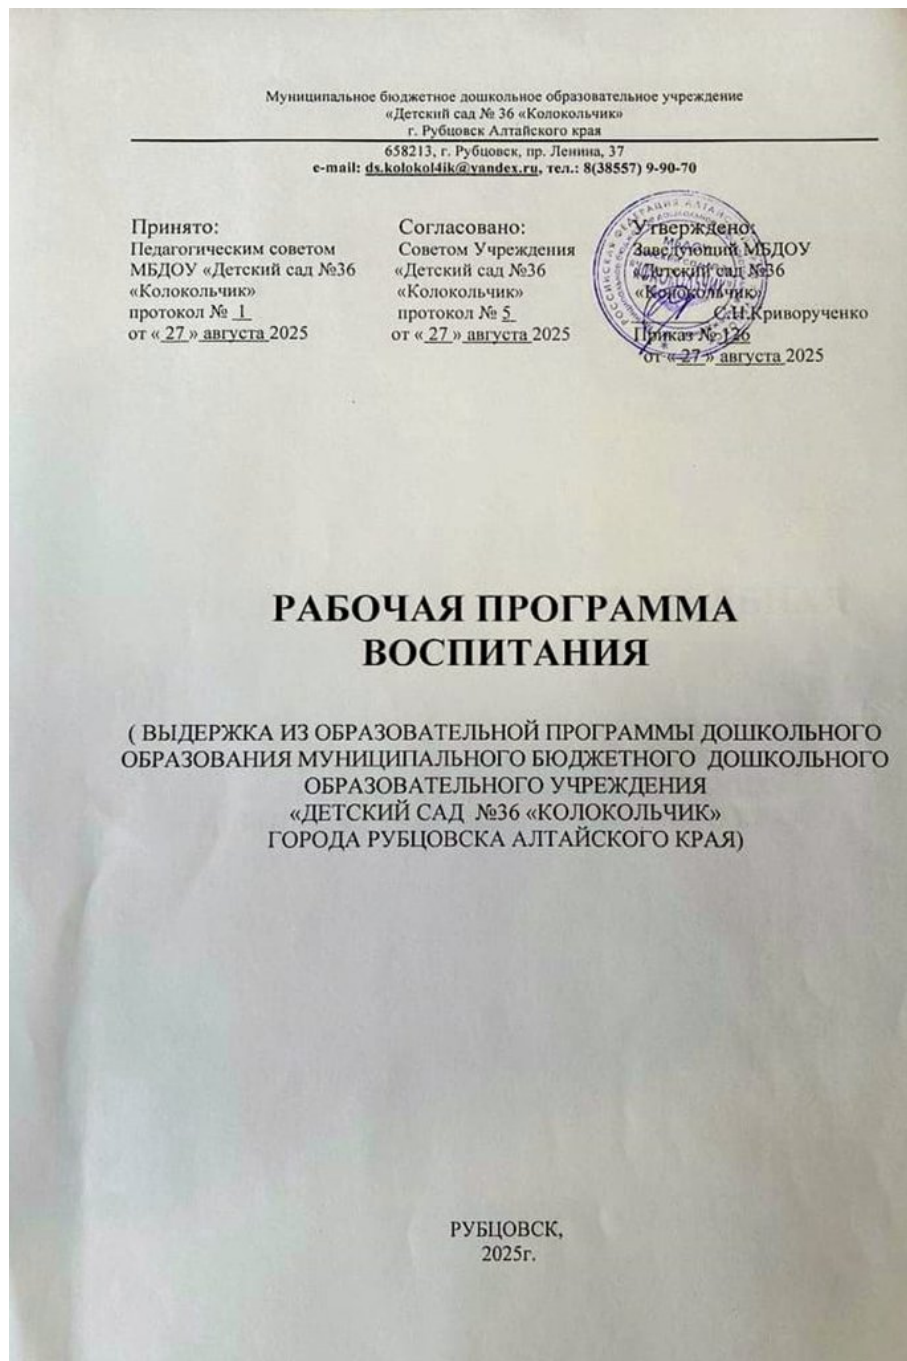 Муниципальное бюджетное дошкольное образовательное учреждение
«Детский сад № 36 «Колокольчик»
г. Рубцовск Алтайского края
658213, г. Рубцовск, пр. Ленина, 37
e-mail: ds.kolokol4ik@yandex.ru, тел.: 8(38557) 9-90-70
Принято:
Педагогическим советом
МБДОУ «Детский сад №36
«Колокольчик»
протокол № 1
от « 27 » августа 2025
Согласовано:
Советом Учреждения
«Детский сад №36
«Колокольчик»
протокол № 5
от « 27 » августа 2025
Утверждено:
Заведующий МБДОУ
«Детский сад №36
«Колокольчик»
С.Н.Криворученко
Приказ № 126
от « 27 » августа 2025
РАБОЧАЯ ПРОГРАММА
ВОСПИТАНИЯ
( ВЫДЕРЖКА ИЗ ОБРАЗОВАТЕЛЬНОЙ ПРОГРАММЫ ДОШКОЛЬНОГО
ОБРАЗОВАНИЯ МУНИЦИПАЛЬНОГО БЮДЖЕТНОГО ДОШКОЛЬНОГО
ОБРАЗОВАТЕЛЬНОГО УЧРЕЖДЕНИЯ
«ДЕТСКИЙ САД №36 «КОЛОКОЛЬЧИК»
ГОРОДА РУБЦОВСКА АЛТАЙСКОГО КРАЯ)
РУБЦОВСК,
2025г.